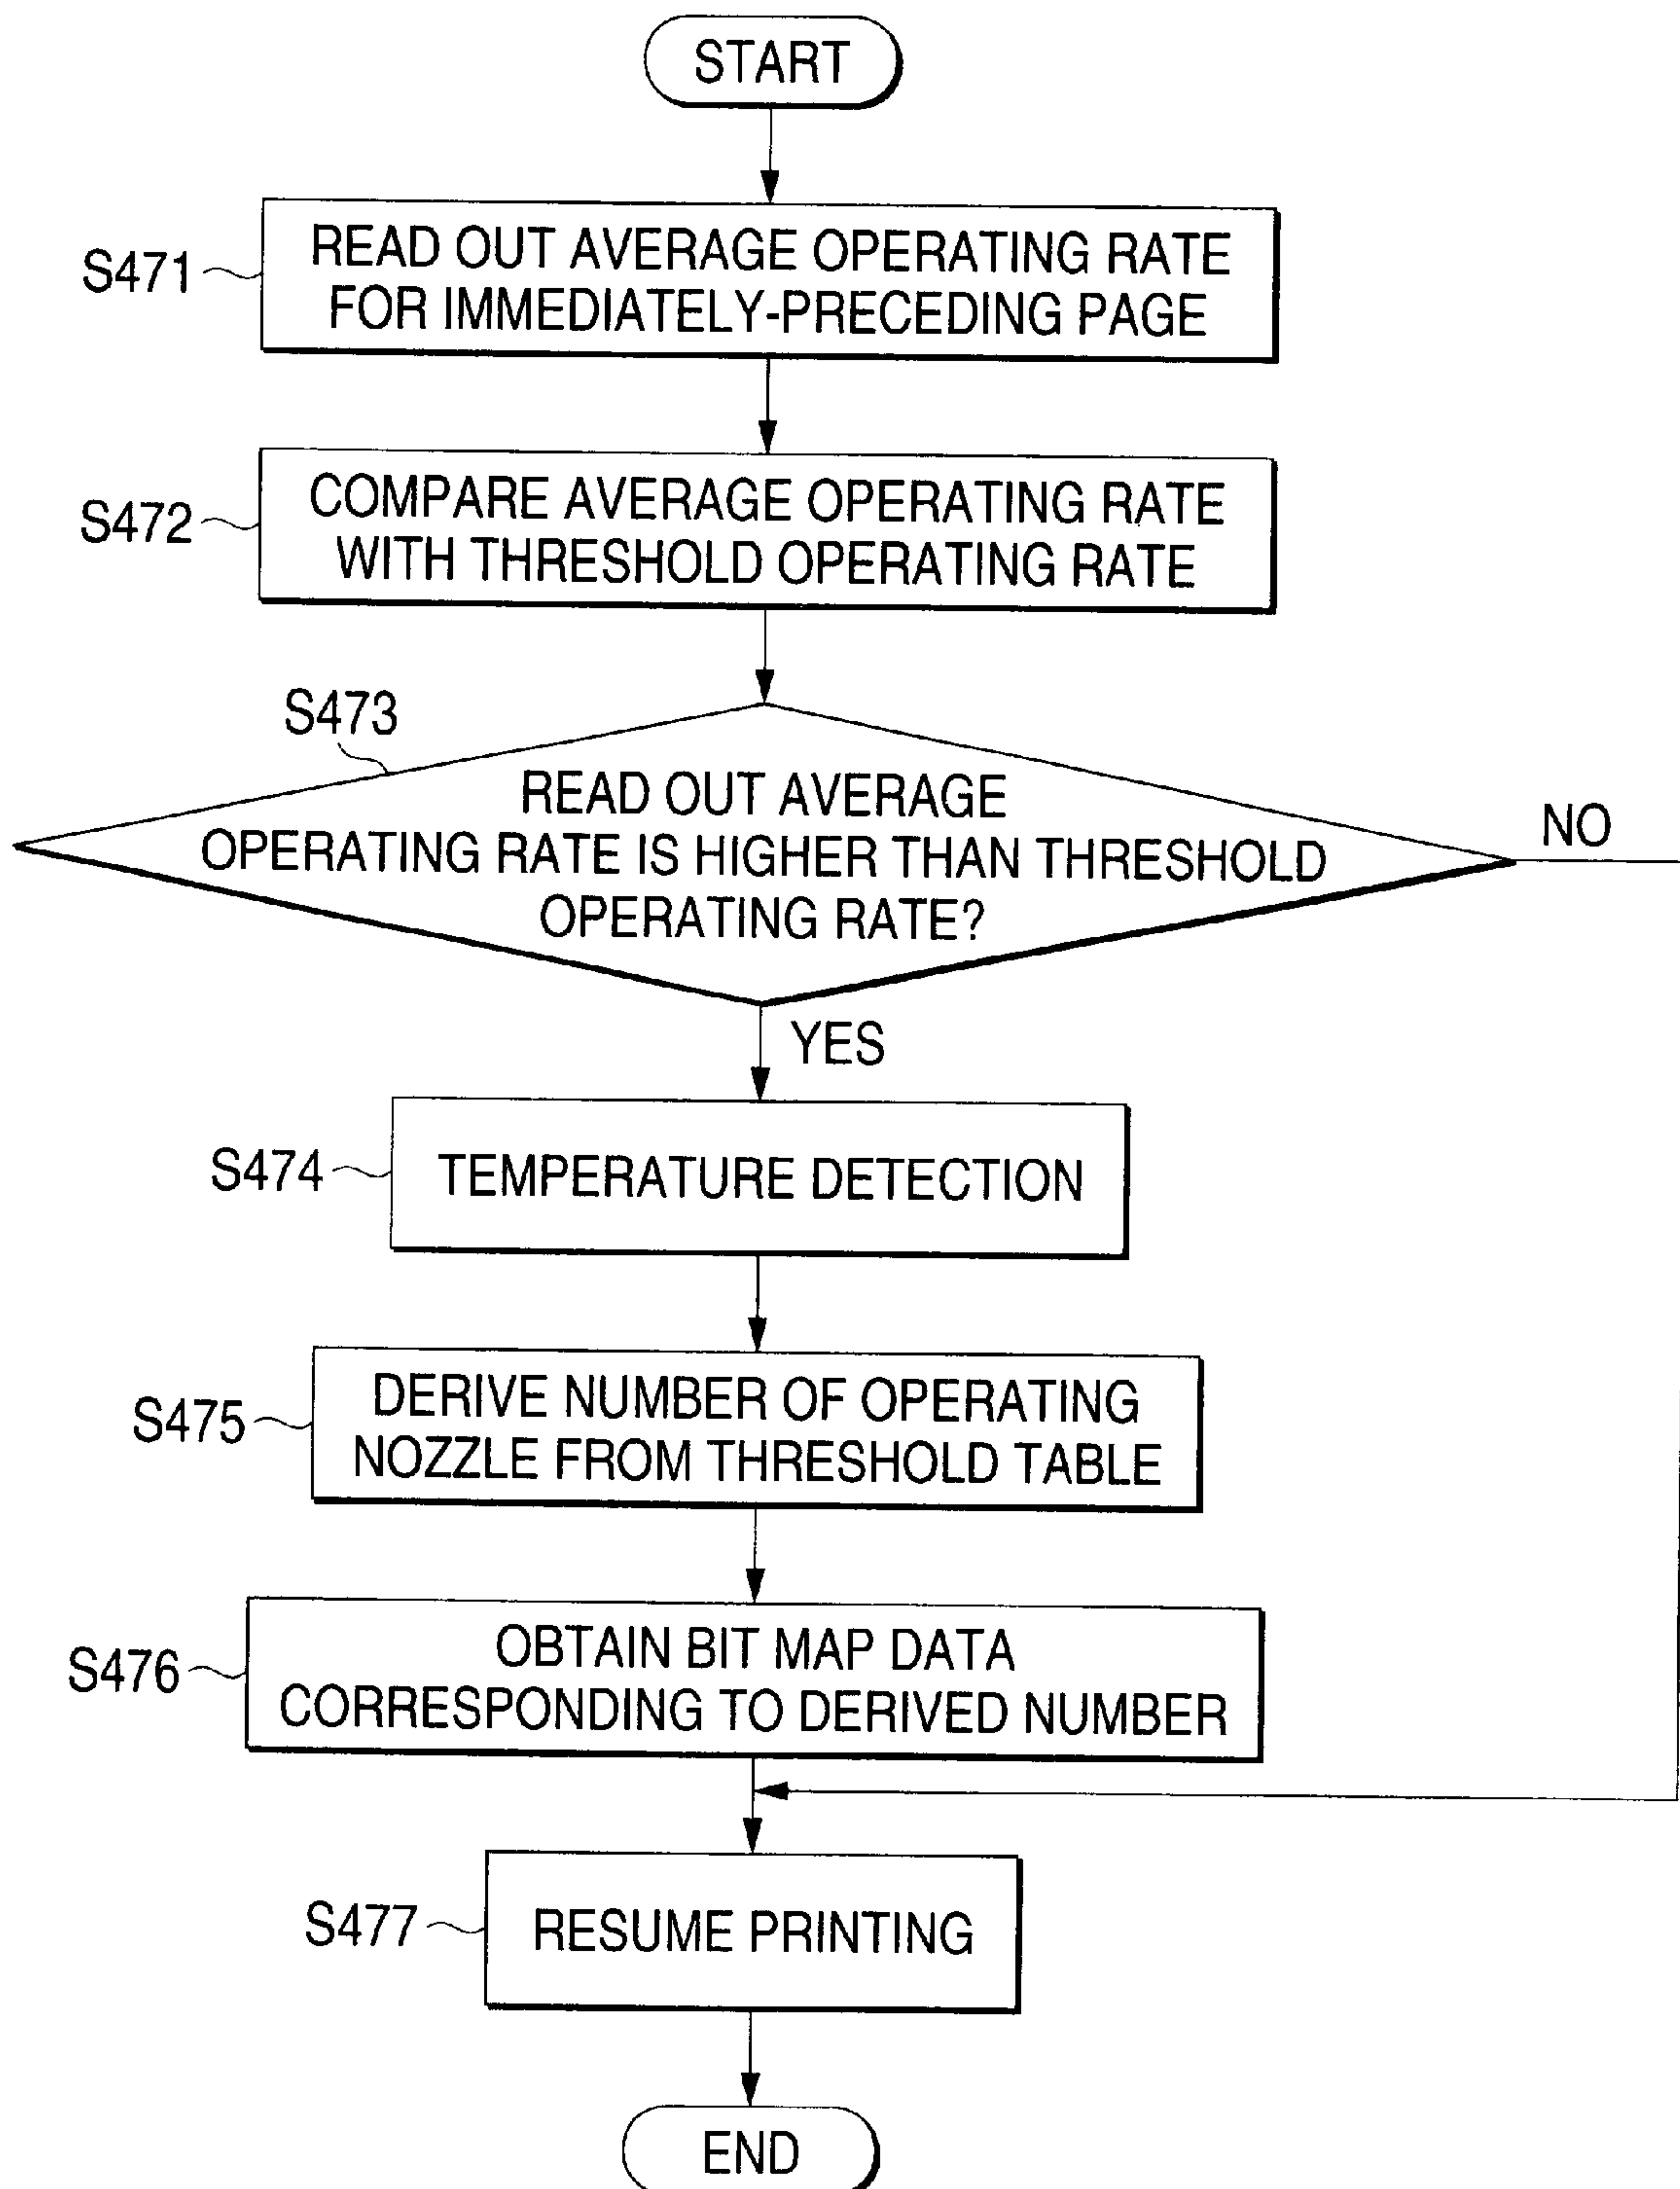 START
S471
READ OUT AVERAGE OPERATING RATE
FOR IMMEDIATELY-PRECEDING PAGE
S472
COMPARE AVERAGE OPERATING RATE
WITH THRESHOLD OPERATING RATE
S473
READ OUT AVERAGE
OPERATING RATE IS HIGHER THAN THRESHOLD
OPERATING RATE?
NO
YES
S474
TEMPERATURE DETECTION
S475
DERIVE NUMBER OF OPERATING
NOZZLE FROM THRESHOLD TABLE
S476
OBTAIN BIT MAP DATA
CORRESPONDING TO DERIVED NUMBER
S477
RESUME PRINTING
END